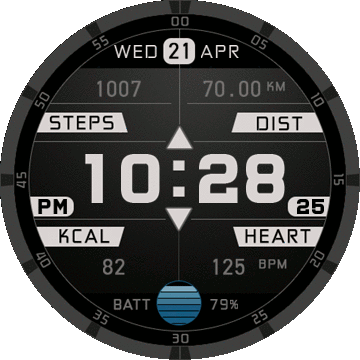 00
55 05
WED 21 APR
50 10
1007 70.00 KM
STEPS DIST
10:28
45 15
PM 25
KCAL HEART
82 125 BPM
40 20
BATT 79%
35 25
30